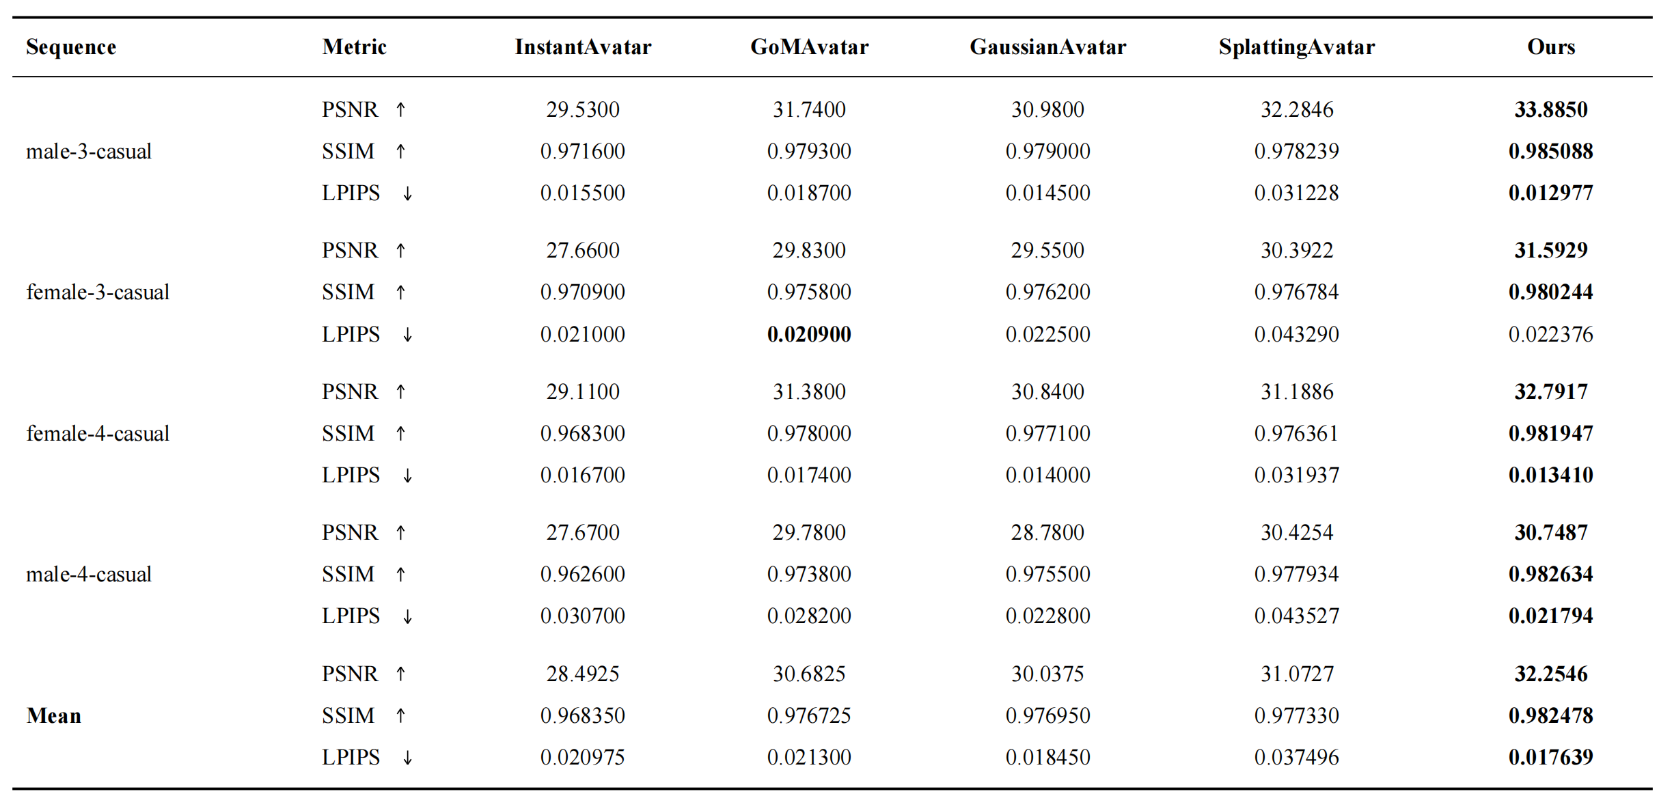 Sequence Metric InstantAvatar GoMAvatar GaussianAvatar SplattingAvatar Ours
PSNR ↑ 29.5300 31.7400 30.9800 32.2846 33.8850
male-3-casual SSIM ↑ 0.971600 0.979300 0.979000 0.978239 0.985088
LPIPS ↓ 0.015500 0.018700 0.014500 0.031228 0.012977
PSNR ↑ 27.6600 29.8300 29.5500 30.3922 31.5929
female-3-casual SSIM ↑ 0.970900 0.975800 0.976200 0.976784 0.980244
LPIPS ↓ 0.021000 0.020900 0.022500 0.043290 0.022376
PSNR ↑ 29.1100 31.3800 30.8400 31.1886 32.7917
female-4-casual SSIM ↑ 0.968300 0.978000 0.977100 0.976361 0.981947
LPIPS ↓ 0.016700 0.017400 0.014000 0.031937 0.013410
PSNR ↑ 27.6700 29.7800 28.7800 30.4254 30.7487
male-4-casual SSIM ↑ 0.962600 0.973800 0.975500 0.977934 0.982634
LPIPS ↓ 0.030700 0.028200 0.022800 0.043527 0.021794
PSNR ↑ 28.4925 30.6825 30.0375 31.0727 32.2546
Mean SSIM ↑ 0.968350 0.976725 0.976950 0.977330 0.982478
LPIPS ↓ 0.020975 0.021300 0.018450 0.037496 0.017639